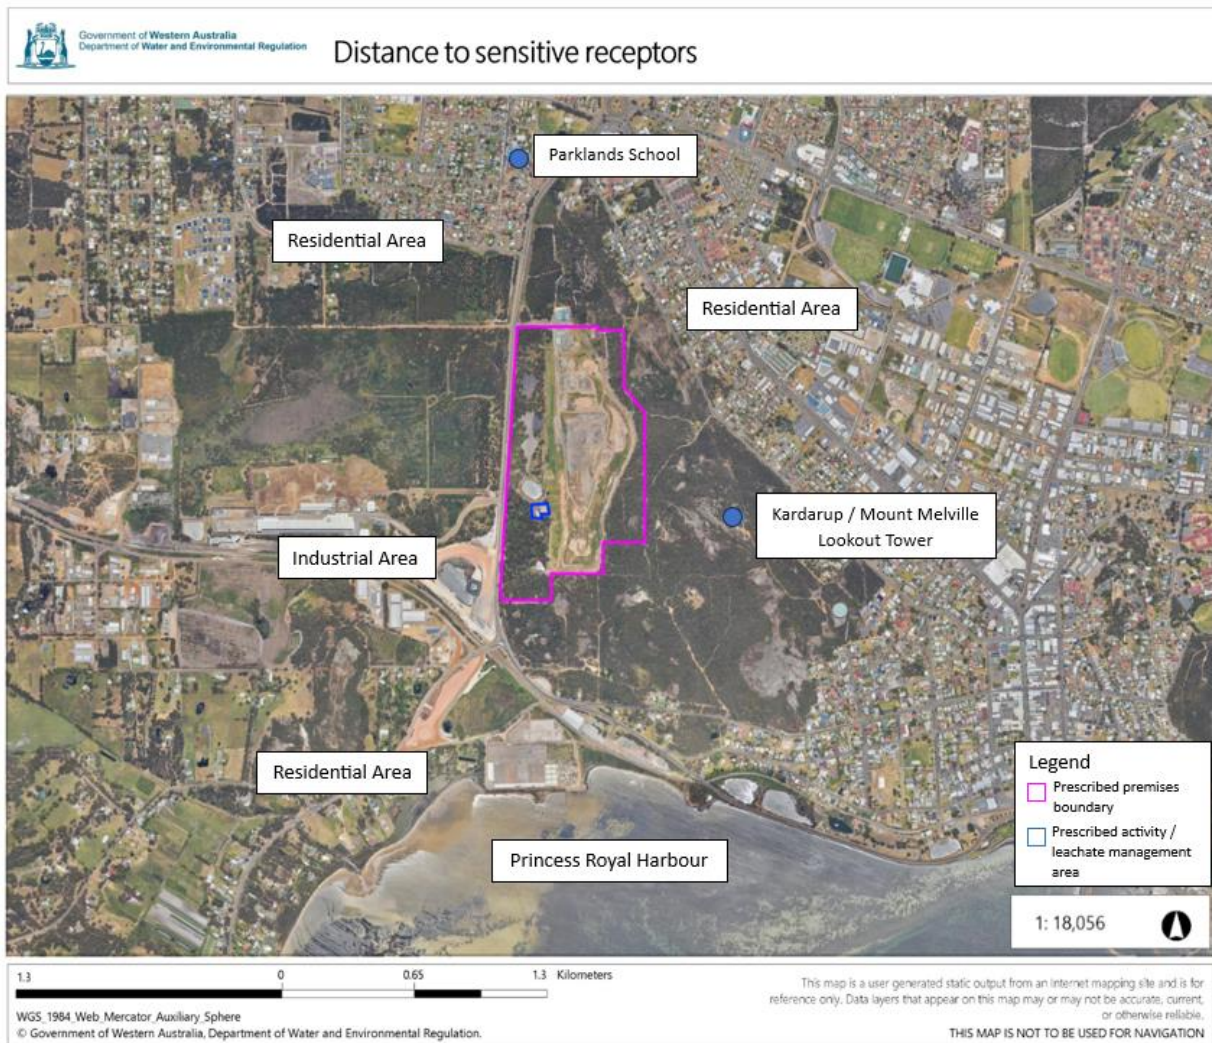 Government of Western Australia
Department of Water and Environmental Regulation
Distance to sensitive receptors
Parklands School
Residential Area
Residential Area
Kardarup / Mount Melville
Lookout Tower
Industrial Area
Residential Area
Princess Royal Harbour
Legend
Prescribed premises
boundary
Prescribed activity /
leachate management
area
1: 18,056
1.3
0
0.65
1.3
Kilometers
WGS_1984_Web_Mercator_Auxiliary_Sphere
© Government of Western Australia, Department of Water and Environmental Regulation.
This map is a user generated static output from an Internet mapping site and is for
reference only. Data layers that appear on this map may or may not be accurate, current,
or otherwise reliable.
THIS MAP IS NOT TO BE USED FOR NAVIGATION